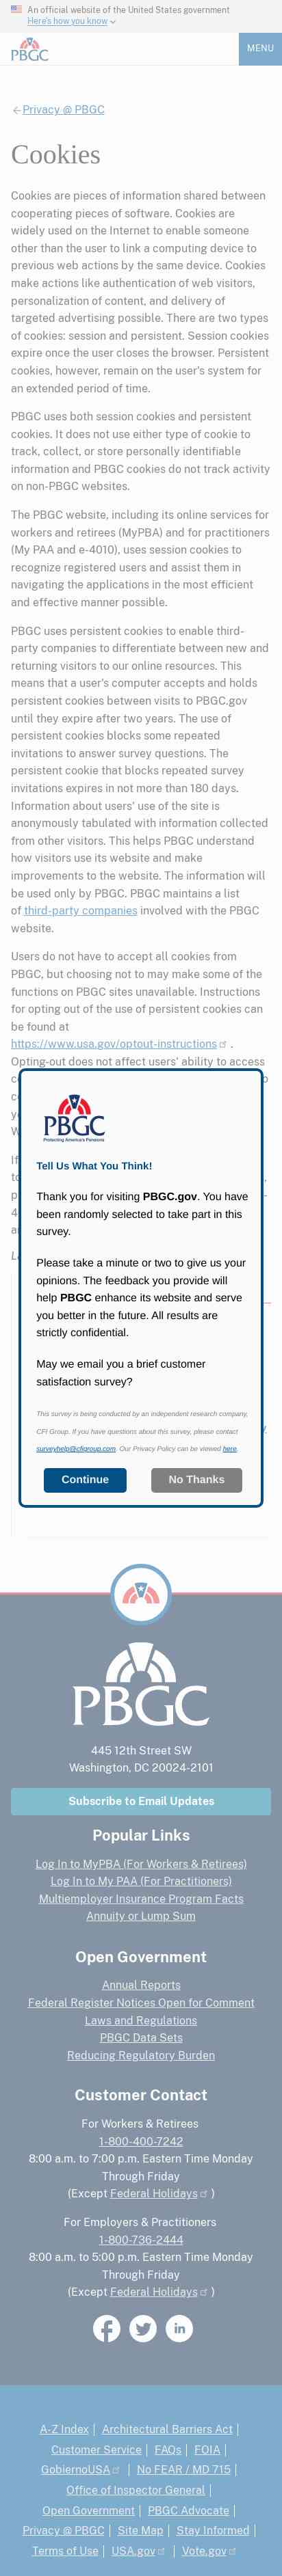 An official website of the United States government
Here's how you know
PBGC
MENU
Privacy @ PBGC
Cookies
Cookies are pieces of information shared between
cooperating pieces of software. Cookies are
widely used on the Internet to enable someone
other than the user to link a computing device to
previous web actions by the same device. Cookies
make actions like authentication of web visitors,
personalization of content, and delivery of
targeted advertising possible. There are two types
of cookies: session and persistent. Session cookies
expire once the user closes the browser. Persistent
cookies, however, remain on the user's system for
an extended period of time.
PBGC uses both session cookies and persistent
cookies. It does not use either type of cookie to
track, collect, or store personally identifiable
information and PBGC cookies do not track activity
on non-PBGC websites.
The PBGC website, including its online services for
workers and retirees (MyPBA) and for practitioners
(My PAA and e-4010), uses session cookies to
recognize registered users and assist them in
navigating the applications in the most efficient
and effective manner possible.
PBGC uses persistent cookies to enable third-
party companies to differentiate between new and
returning visitors to our online resources. This
means that a user's computer accepts and holds
persistent cookies between visits to PBGC.gov
until they expire after two years. The use of
persistent cookies blocks some repeated
invitations to answer survey questions. The
persistent cookie that blocks repeated survey
invitations expires in not more than 180 days.
Information about users' use of the site is
anonymously tabulated with information collected
from other visitors. This helps PBGC understand
how visitors use its website and make
improvements to the website. The information will
be used only by PBGC. PBGC maintains a list
of third-party companies involved with the PBGC
website.
Users do not have to accept all cookies from
PBGC, but choosing not to may make some of the
functions on PBGC sites unavailable. Instructions
for opting out of the use of persistent cookies can
be found at
https://www.usa.gov/optout-instructions .
Opting-out does not affect users' ability to access
PBGC
Protecting America's Pensions
Tell Us What You Think!
Thank you for visiting PBGC.gov. You have
been randomly selected to take part in this
survey.
Please take a minute or two to give us your
opinions. The feedback you provide will
help PBGC enhance its website and serve
you better in the future. All results are
strictly confidential.
May we email you a brief customer
satisfaction survey?
This survey is being conducted by an independent research company,
CFI Group. If you have questions about this survey, please contact
surveyhelp@cfigroup.com. Our Privacy Policy can be viewed here.
Continue
No Thanks
PBGC
445 12th Street SW
Washington, DC 20024-2101
Subscribe to Email Updates
Popular Links
Log In to MyPBA (For Workers & Retirees)
Log In to My PAA (For Practitioners)
Multiemployer Insurance Program Facts
Annuity or Lump Sum
Open Government
Annual Reports
Federal Register Notices Open for Comment
Laws and Regulations
PBGC Data Sets
Reducing Regulatory Burden
Customer Contact
For Workers & Retirees
1-800-400-7242
8:00 a.m. to 7:00 p.m. Eastern Time Monday
Through Friday
(Except Federal Holidays )
For Employers & Practitioners
1-800-736-2444
8:00 a.m. to 5:00 p.m. Eastern Time Monday
Through Friday
(Except Federal Holidays )
A-Z Index | Architectural Barriers Act |
Customer Service | FAQs | FOIA |
GobiernoUSA | No FEAR / MD 715 |
Office of Inspector General |
Open Government | PBGC Advocate |
Privacy @ PBGC | Site Map | Stay Informed |
Terms of Use | USA.gov | Vote.gov